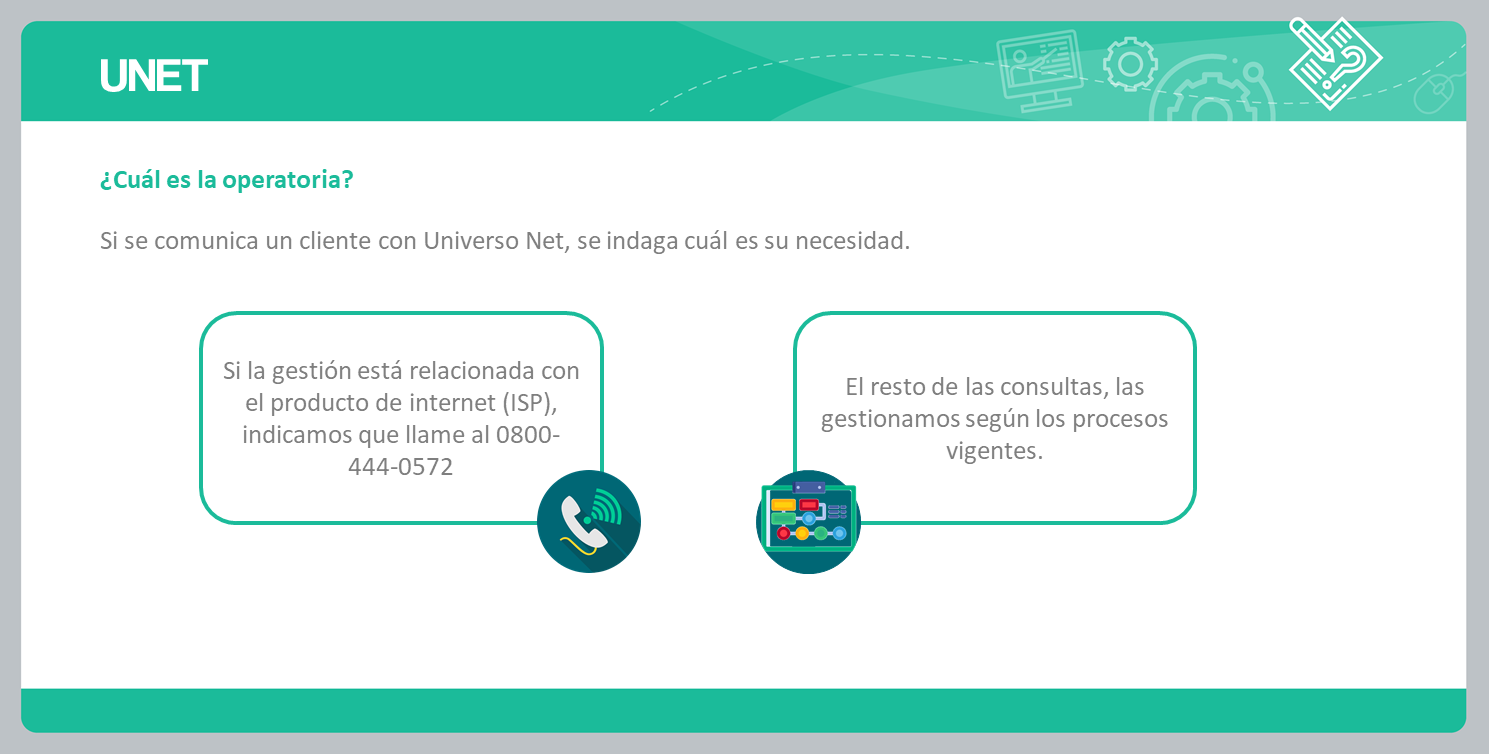 UNET
¿Cuál es la operatoria?
Si se comunica un cliente con Universo Net, se indaga cuál es su necesidad.
Si la gestión está relacionada con
el producto de internet (ISP),
indicamos que llame al 0800-
444-0572
El resto de las consultas, las
gestionamos según los procesos
vigentes.